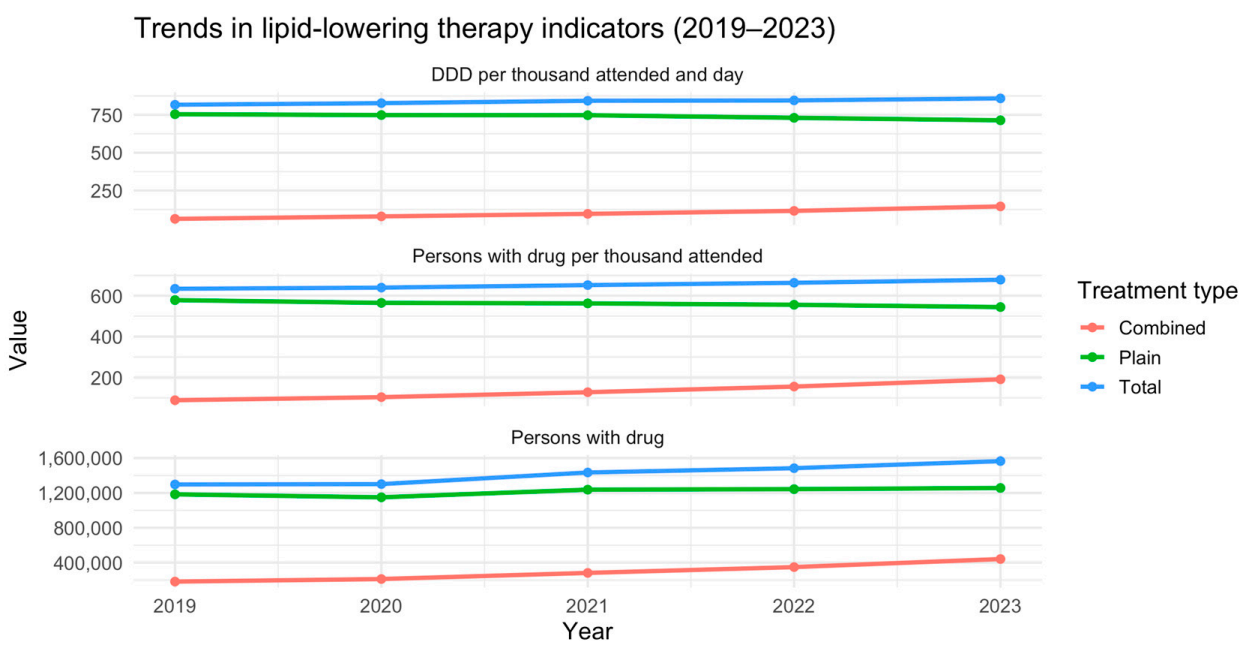 Trends in lipid-lowering therapy indicators (2019–2023)
DDD per thousand attended and day
750
500
250
Persons with drug per thousand attended
600
400
200
Persons with drug
1,600,000
1,200,000
800,000
400,000
2019 2020 2021 2022 2023
Year
Value
Treatment type
Combined
Plain
Total